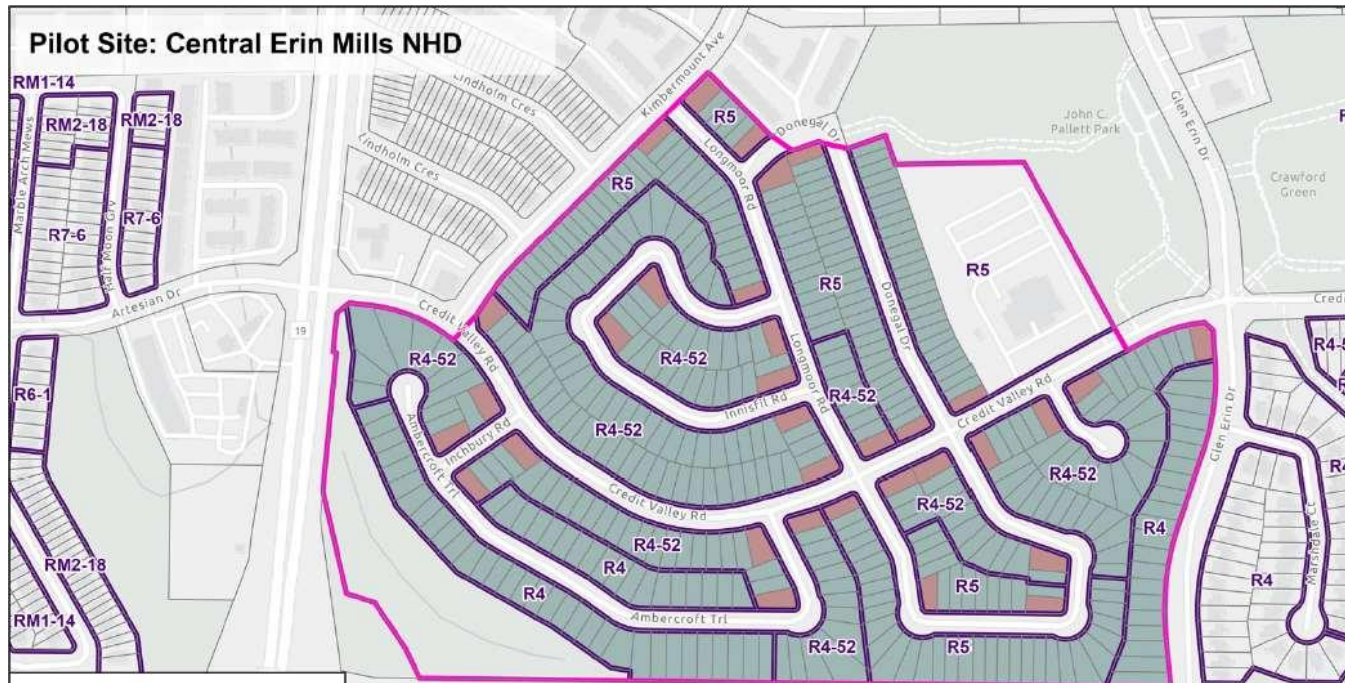 Pilot Site: Central Erin Mills NHD
RM1-14
RM2-18
RM2-18
Marble Arch Mews
R7-6
R7-6
Half Moon Grv
Artesian Dr
19
Lindholm Cres
Lindholm Cres
Kimbermount Ave
R5
Donegal Dr
Longmoor Rd
R5
John C.
Pallett Park
Glen Erin Dr
Crawford
Green
R5
R5
Donegal Dr
Credit Valley Rd
R4-52
R4-52
Longmoor Rd
R4-52
Innisfil Rd
Credit Valley Rd
R4-52
Inchbury Rd
Ambercroft Trl
R4-52
Credit Valley Rd
R4-52
R4
R4
Ambercroft Trl
R4-52
R4-52
R5
R5
R4-52
R4
Glen Erin Dr
R4
R6-1
RM2-18
RM1-14